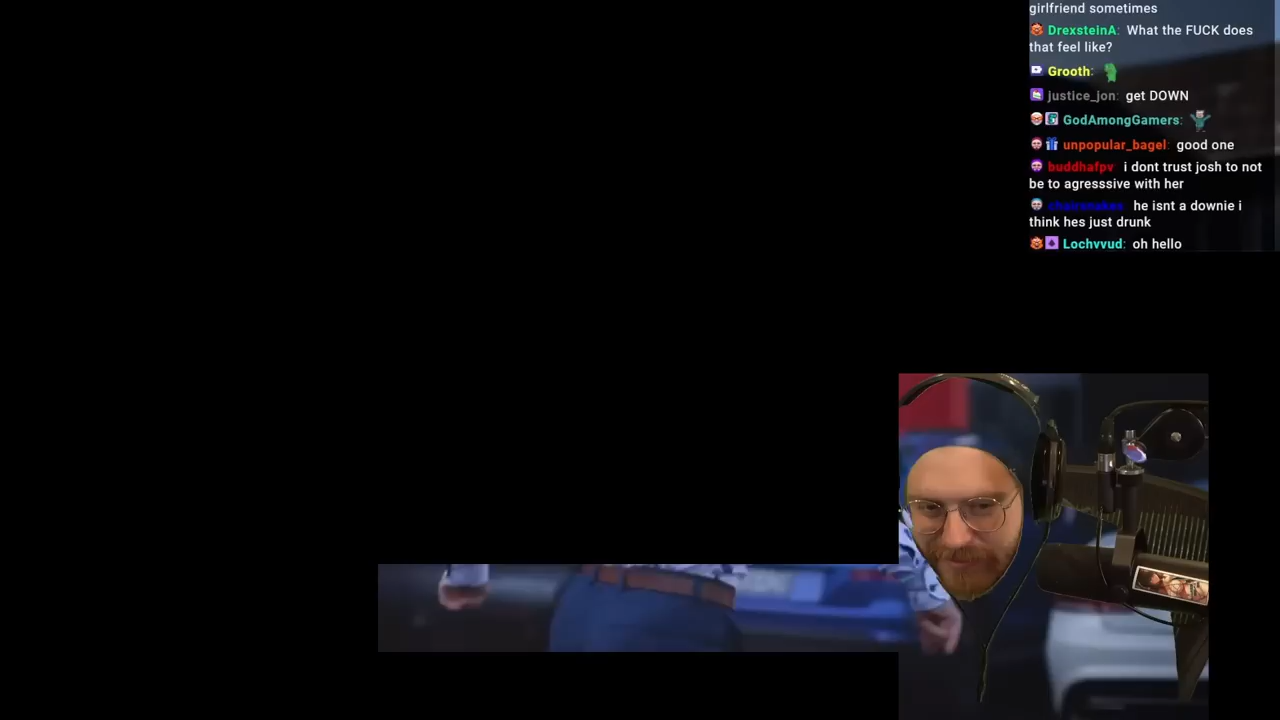 girlfriend sometimes
DrexsteInA: What the FUCK does
that feel like?
Grooth:
justice_jon: get DOWN
GodAmongGamers:
unpopular_bagel: good one
buddhafpv i dont trust josh to not
be to agresssive with her
he isnt a downie i
think hes just drunk
Lochvvud: oh hello